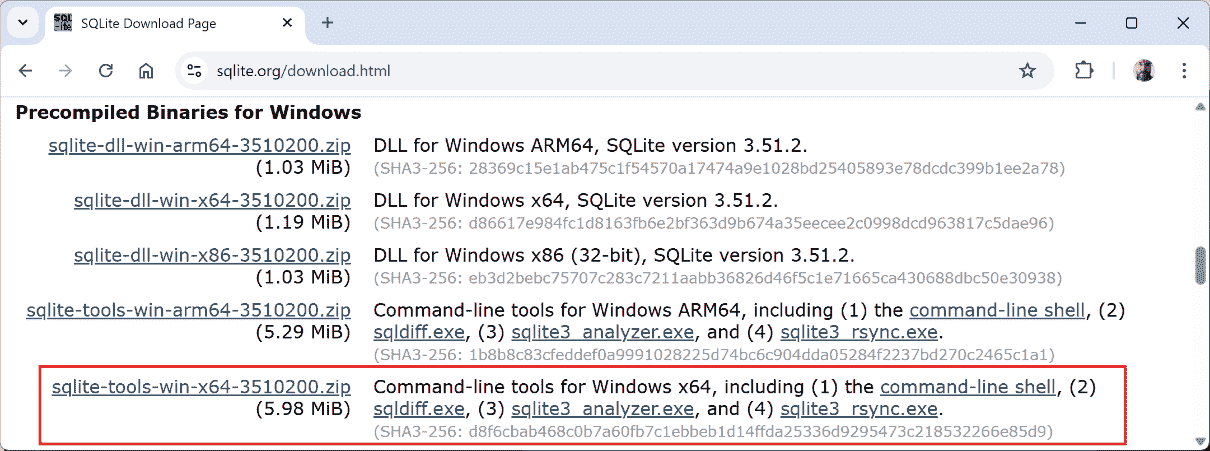 SQLite Download Page
sqlite.org/download.html
Precompiled Binaries for Windows
sqlite-dll-win-arm64-3510200.zip
(1.03 MiB)
DLL for Windows ARM64, SQLite version 3.51.2.
(SHA3-256: 28369c15e1ab475c1f54570a17474a9e1028bd25405893e78dcdc399b1ee2a78)
sqlite-dll-win-x64-3510200.zip
(1.19 MiB)
DLL for Windows x64, SQLite version 3.51.2.
(SHA3-256: d86617e984fc1d8163fb6e2bf363d9b674a35eecee2c0998dcd963817c5dae96)
sqlite-dll-win-x86-3510200.zip
(1.03 MiB)
DLL for Windows x86 (32-bit), SQLite version 3.51.2.
(SHA3-256: eb3d2bebc75707c283c7211aabb36826d46f5c1e71665ca430688dbc50e30938)
sqlite-tools-win-arm64-3510200.zip
(5.29 MiB)
Command-line tools for Windows ARM64, including (1) the command-line shell, (2)
sqldiff.exe, (3) sqlite3_analyzer.exe, and (4) sqlite3_rsync.exe.
(SHA3-256: 1b8b8c83cfeddef0a9991028225d74bc6c904dda05284f2237bd270c2465c1a1)
sqlite-tools-win-x64-3510200.zip
(5.98 MiB)
Command-line tools for Windows x64, including (1) the command-line shell, (2)
sqldiff.exe, (3) sqlite3_analyzer.exe, and (4) sqlite3_rsync.exe.
(SHA3-256: d8f6cbab468c0b7a60fb7c1ebbeb1d14ffda25336d9295473c218532266e85d9)